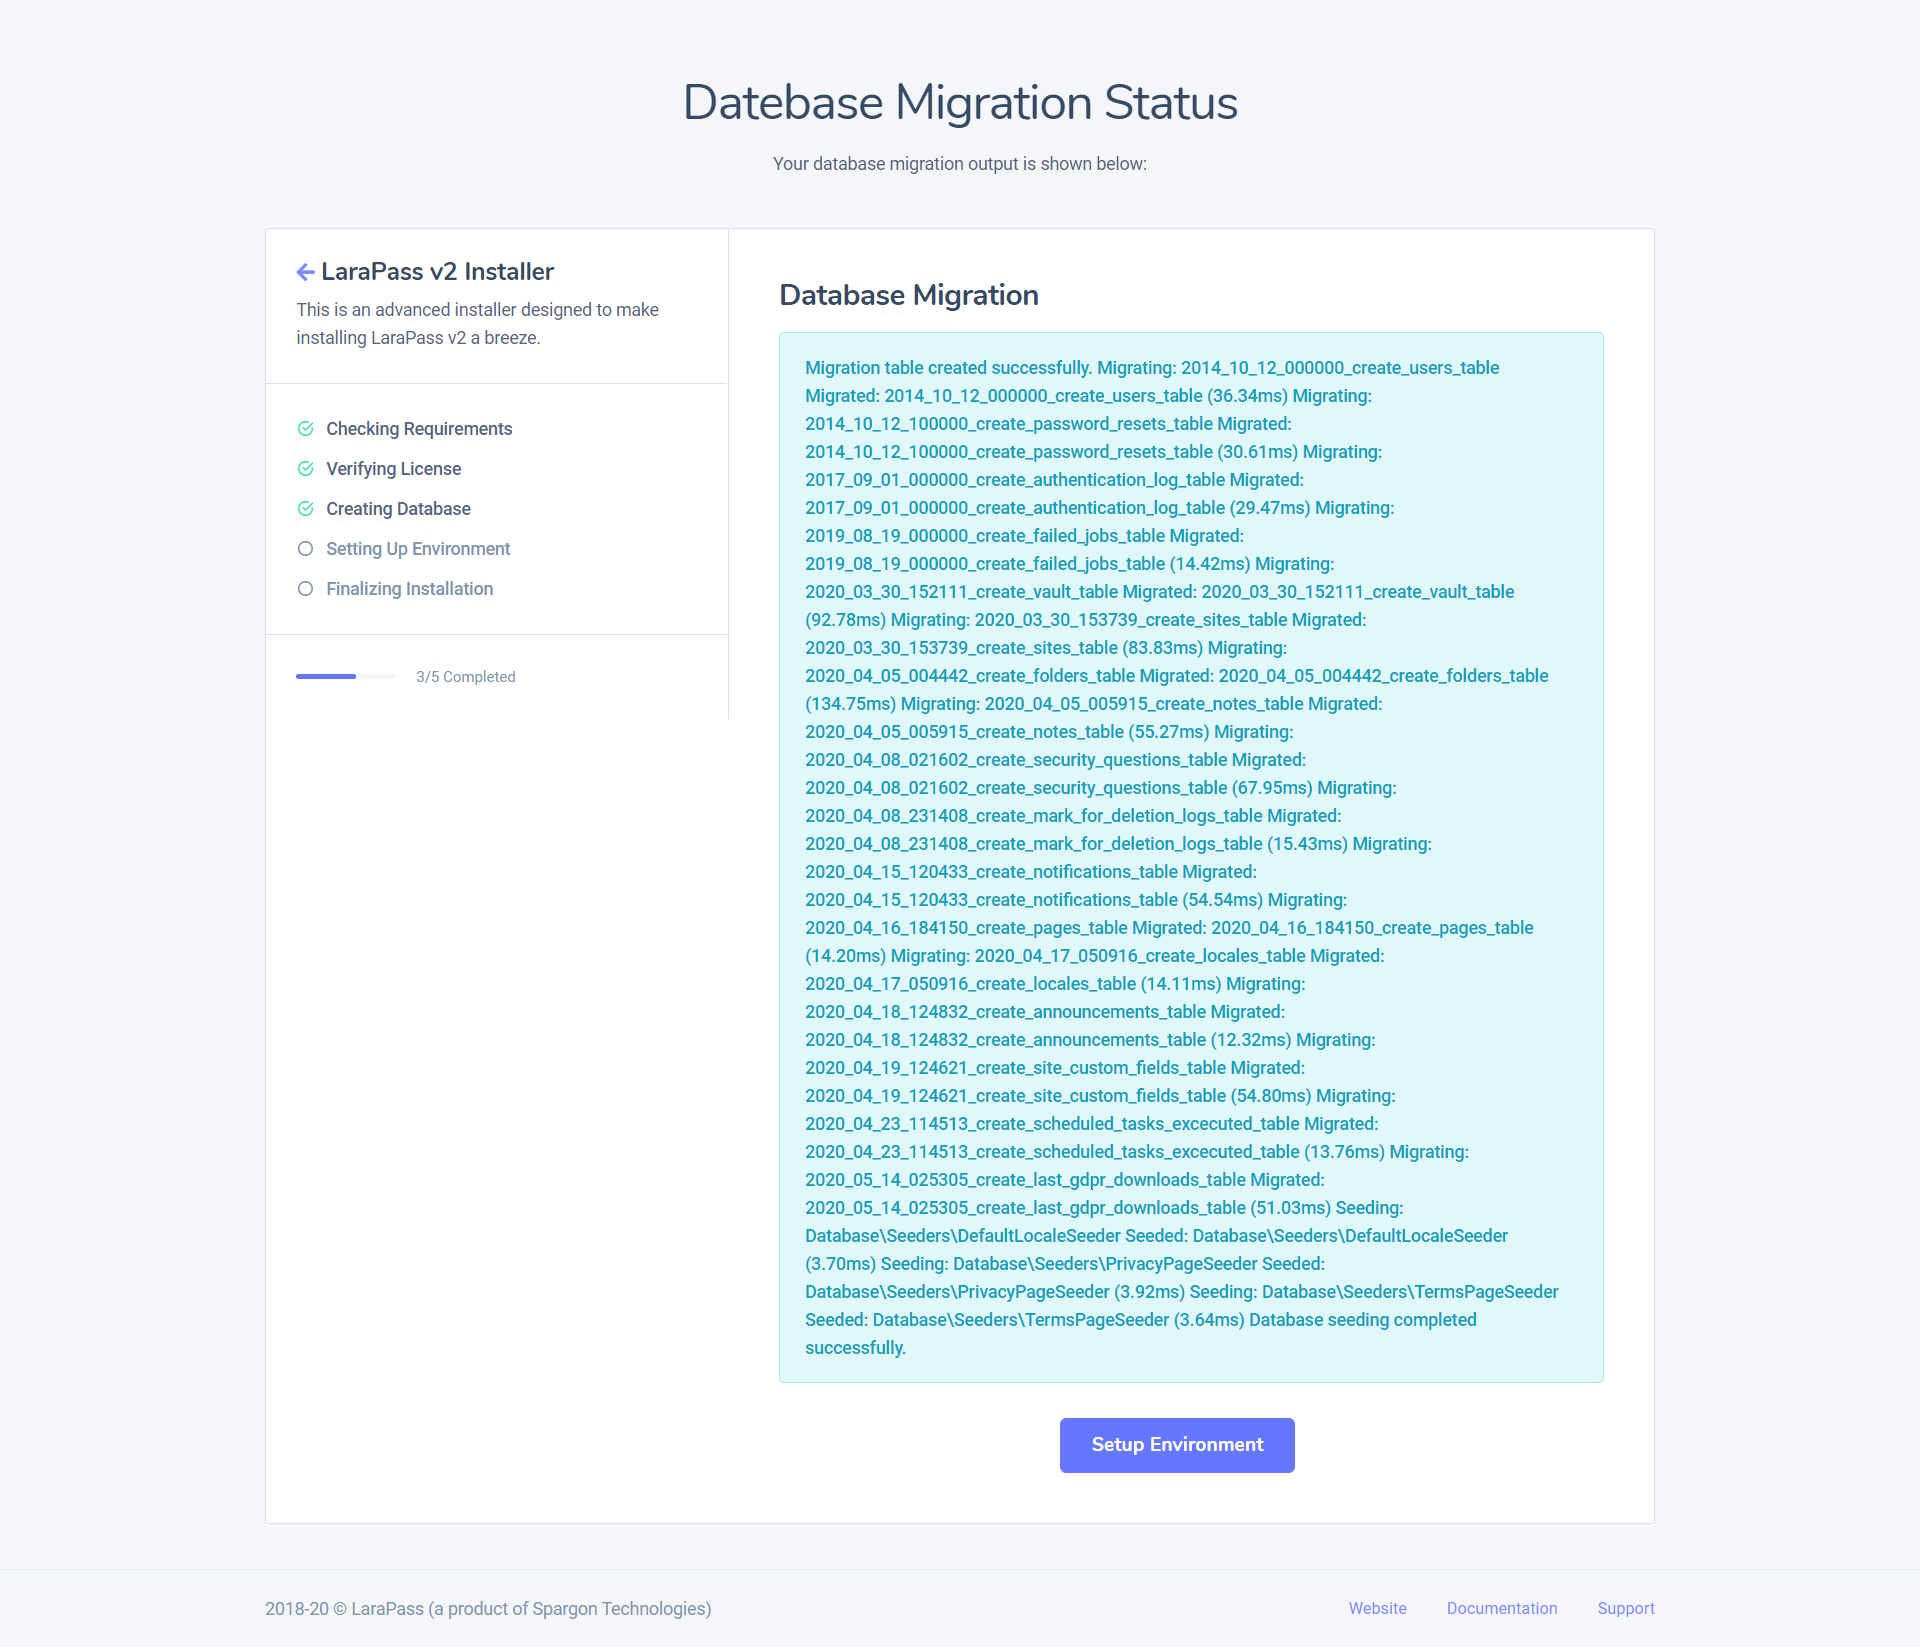 Datebase Migration Status
Your database migration output is shown below:
LaraPass v2 Installer
This is an advanced installer designed to make
installing LaraPass v2 a breeze.
Checking Requirements
Verifying License
Creating Database
Setting Up Environment
Finalizing Installation
3/5 Completed
Database Migration
Migration table created successfully. Migrating: 2014_10_12_000000_create_users_table
Migrated: 2014_10_12_000000_create_users_table (36.34ms) Migrating:
2014_10_12_100000_create_password_resets_table Migrated:
2014_10_12_100000_create_password_resets_table (30.61ms) Migrating:
2017_09_01_000000_create_authentication_log_table Migrated:
2017_09_01_000000_create_authentication_log_table (29.47ms) Migrating:
2019_08_19_000000_create_failed_jobs_table Migrated:
2019_08_19_000000_create_failed_jobs_table (14.42ms) Migrating:
2020_03_30_152111_create_vault_table Migrated: 2020_03_30_152111_create_vault_table
(92.78ms) Migrating: 2020_03_30_153739_create_sites_table Migrated:
2020_03_30_153739_create_sites_table (83.83ms) Migrating:
2020_04_05_004442_create_folders_table Migrated: 2020_04_05_004442_create_folders_table
(134.75ms) Migrating: 2020_04_05_005915_create_notes_table Migrated:
2020_04_05_005915_create_notes_table (55.27ms) Migrating:
2020_04_08_021602_create_security_questions_table Migrated:
2020_04_08_021602_create_security_questions_table (67.95ms) Migrating:
2020_04_08_231408_create_mark_for_deletion_logs_table Migrated:
2020_04_08_231408_create_mark_for_deletion_logs_table (15.43ms) Migrating:
2020_04_15_120433_create_notifications_table Migrated:
2020_04_15_120433_create_notifications_table (54.54ms) Migrating:
2020_04_16_184150_create_pages_table Migrated: 2020_04_16_184150_create_pages_table
(14.20ms) Migrating: 2020_04_17_050916_create_locales_table Migrated:
2020_04_17_050916_create_locales_table (14.11ms) Migrating:
2020_04_18_124832_create_announcements_table Migrated:
2020_04_18_124832_create_announcements_table (12.32ms) Migrating:
2020_04_19_124621_create_site_custom_fields_table Migrated:
2020_04_19_124621_create_site_custom_fields_table (54.80ms) Migrating:
2020_04_23_114513_create_scheduled_tasks_excecuted_table Migrated:
2020_04_23_114513_create_scheduled_tasks_excecuted_table (13.76ms) Migrating:
2020_05_14_025305_create_last_gdpr_downloads_table Migrated:
2020_05_14_025305_create_last_gdpr_downloads_table (51.03ms) Seeding:
Database\Seeders\DefaultLocaleSeeder Seeded: Database\Seeders\DefaultLocaleSeeder
(3.70ms) Seeding: Database\Seeders\PrivacyPageSeeder Seeded:
Database\Seeders\PrivacyPageSeeder (3.92ms) Seeding: Database\Seeders\TermsPageSeeder
Seeded: Database\Seeders\TermsPageSeeder (3.64ms) Database seeding completed
successfully.
Setup Environment
2018-20 © LaraPass (a product of Spargon Technologies)
Website
Documentation
Support